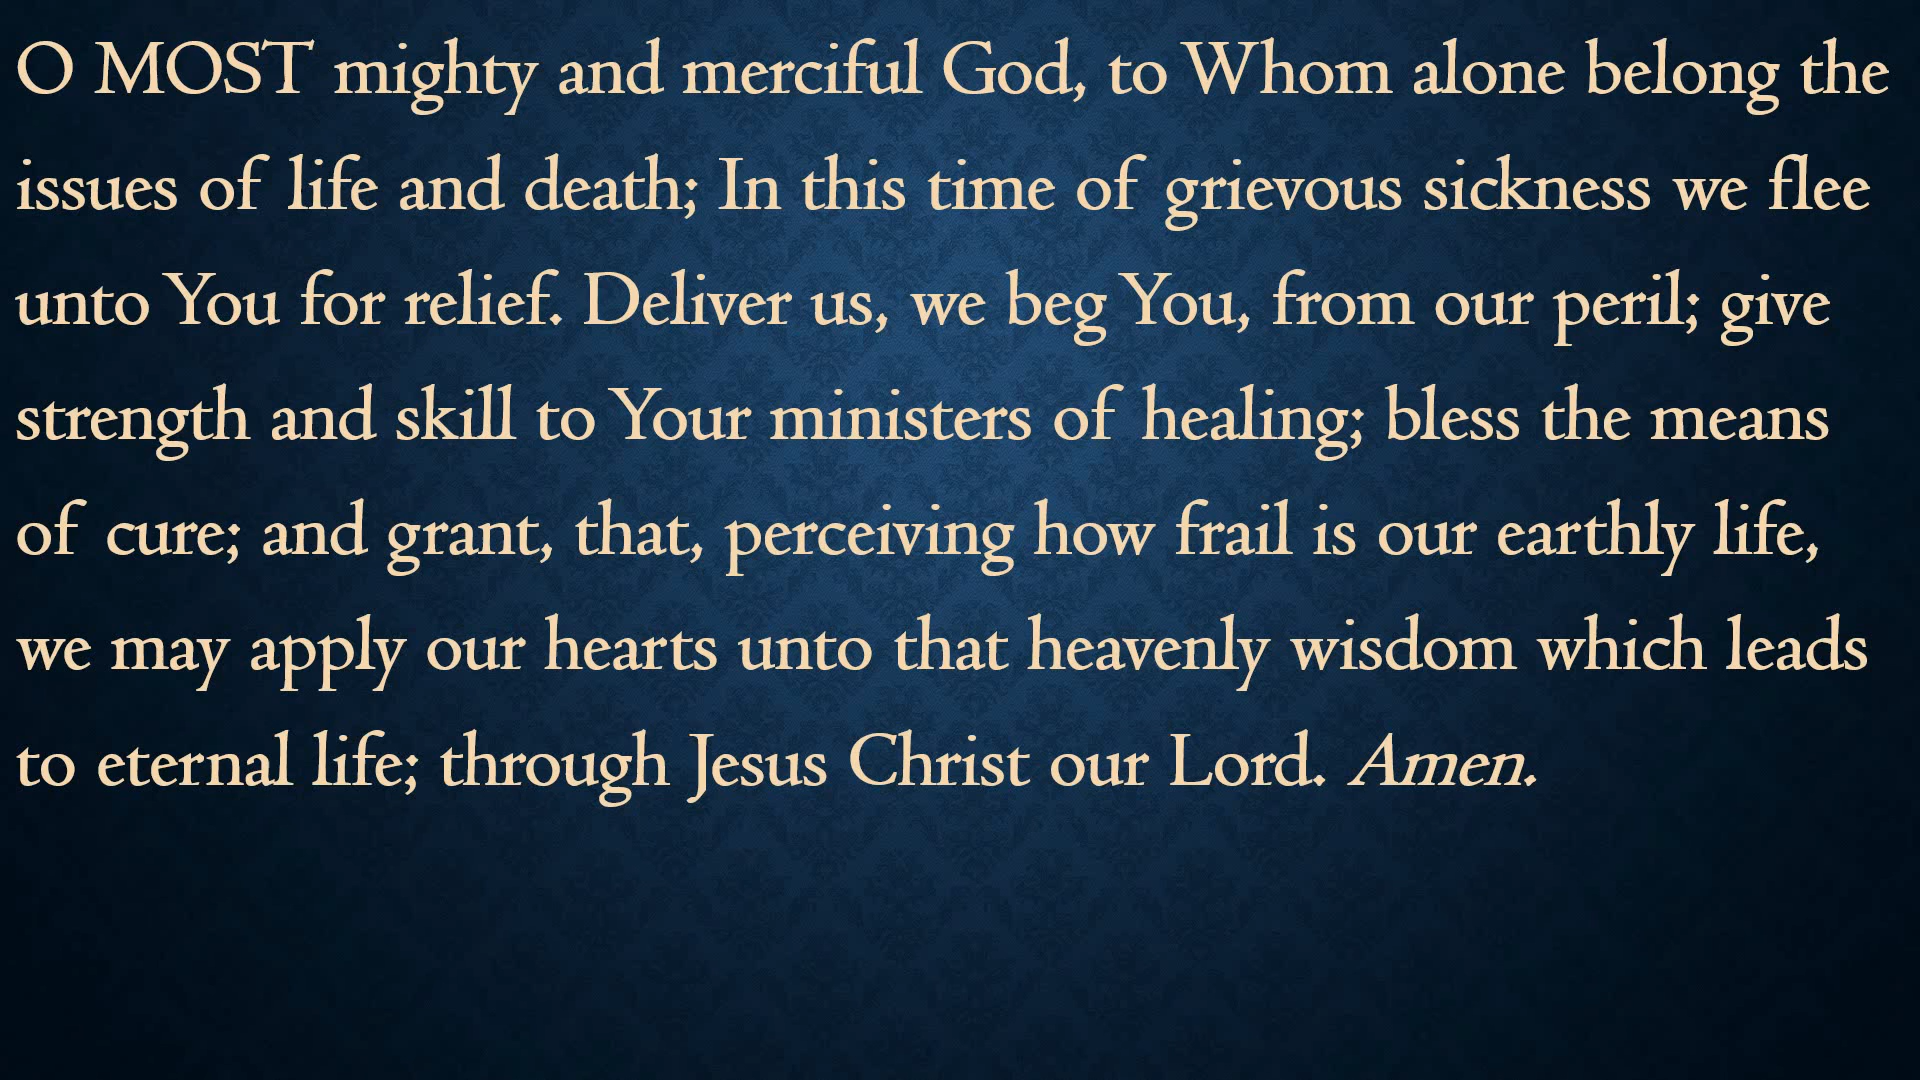 O MOST mighty and merciful God, to Whom alone belong the
issues of life and death; In this time of grievous sickness we flee
unto You for relief. Deliver us, we beg You, from our peril; give
strength and skill to Your ministers of healing; bless the means
of cure; and grant, that, perceiving how frail is our earthly life,
we may apply our hearts unto that heavenly wisdom which leads
to eternal life; through Jesus Christ our Lord. Amen.